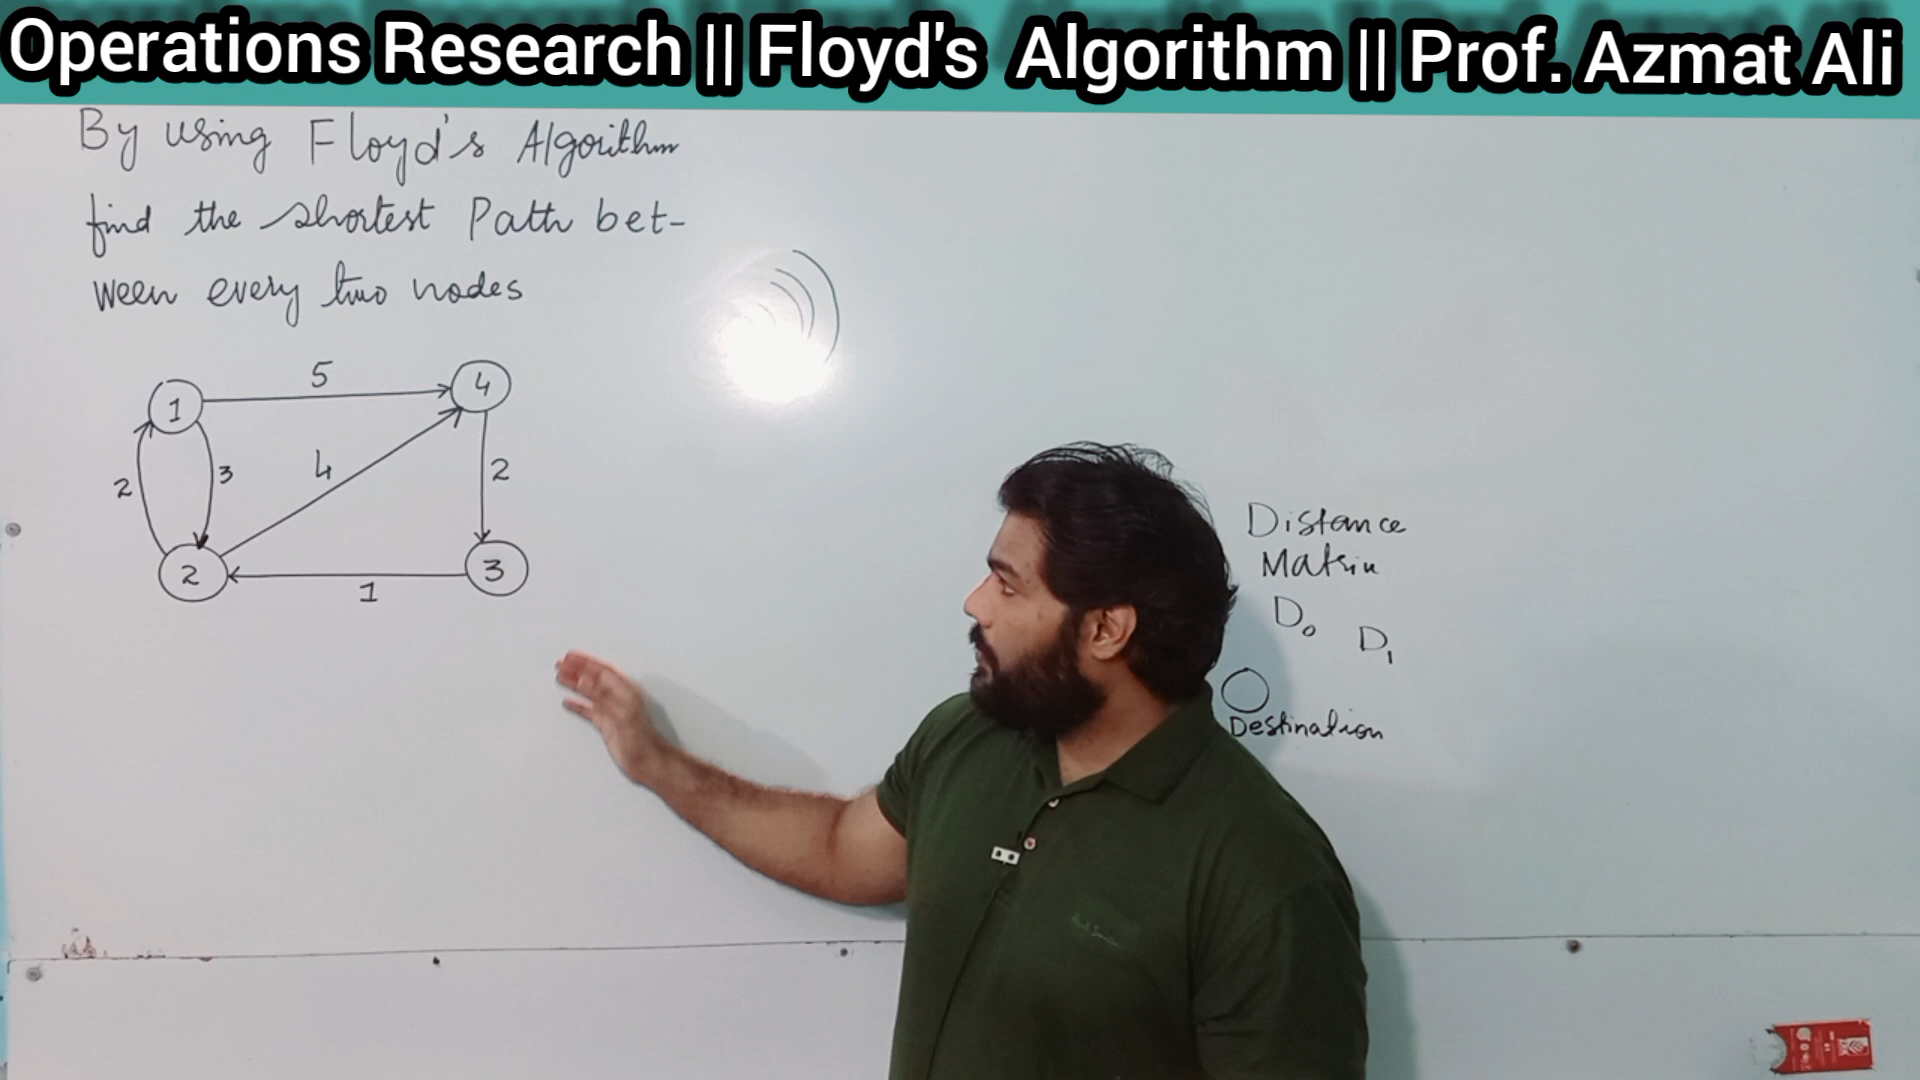 Operations Research || Floyd's Algorithm || Prof. Azmat Ali
By using Floyd's Algorithm
find the shortest Path bet-
ween every two nodes
5
1
4
2
3
4
2
2
3
1
Distance
Matrix
D₀ D₁
Destination